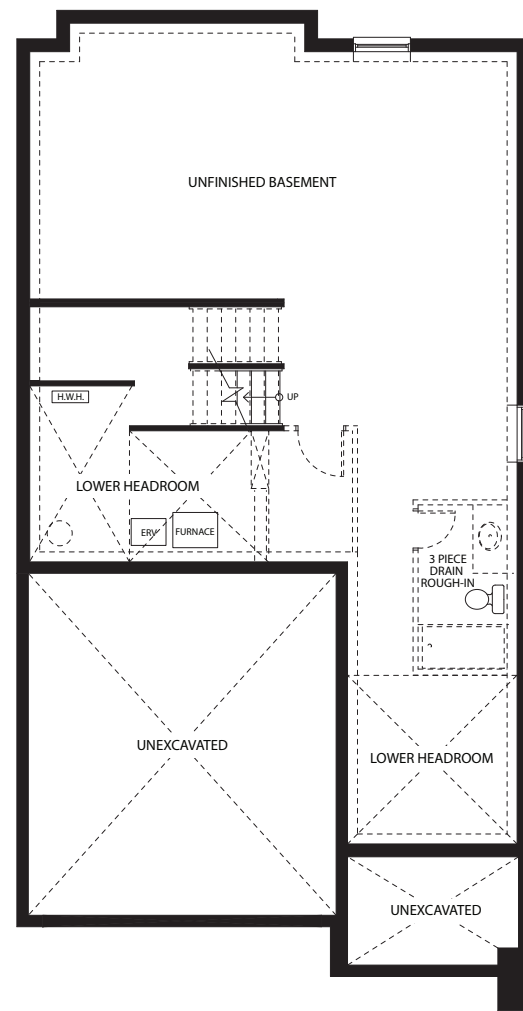 UNFINISHED BASEMENT
H.W.H.
UP
LOWER HEADROOM
ERV
FURNACE
3 PIECE
DRAIN
ROUGH-IN
UNEXCAVATED
LOWER HEADROOM
UNEXCAVATED